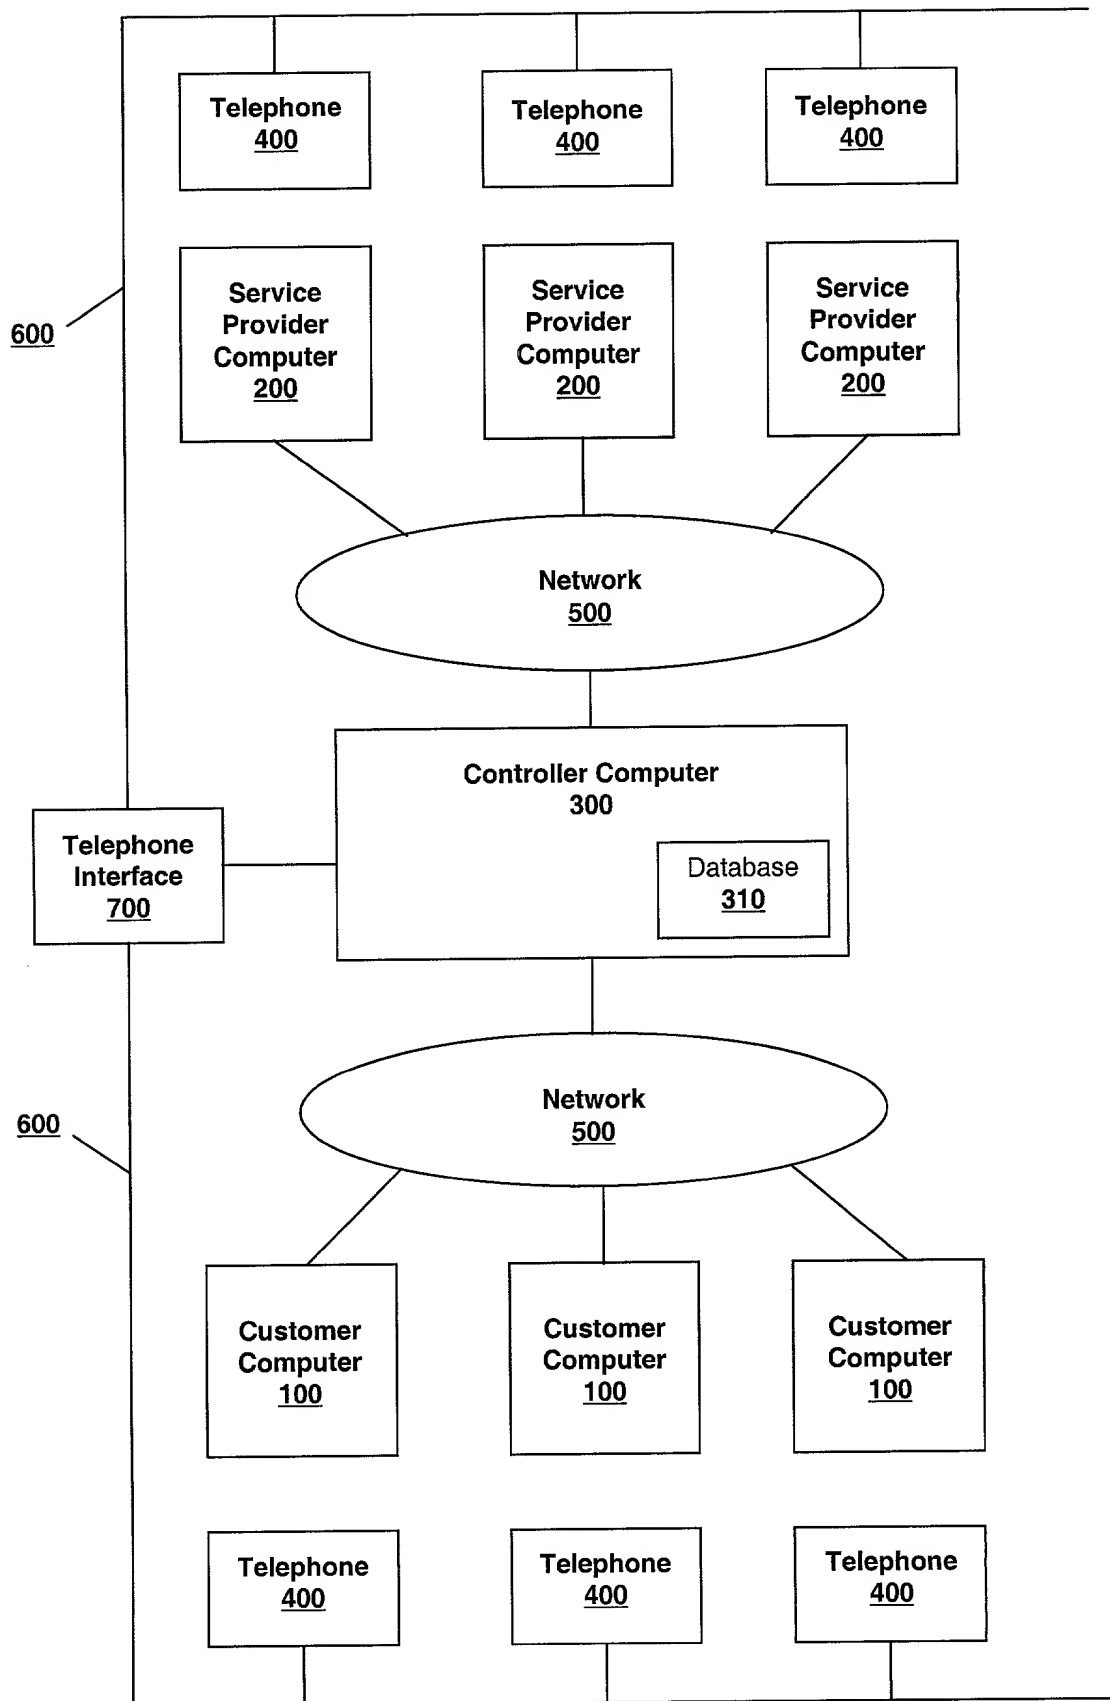 Telephone
400
Telephone
400
Telephone
400
600
Service
Provider
Computer
200
Service
Provider
Computer
200
Service
Provider
Computer
200
Network
500
Controller Computer
300
Database
310
Telephone
Interface
700
Network
500
600
Customer
Computer
100
Customer
Computer
100
Customer
Computer
100
Telephone
400
Telephone
400
Telephone
400